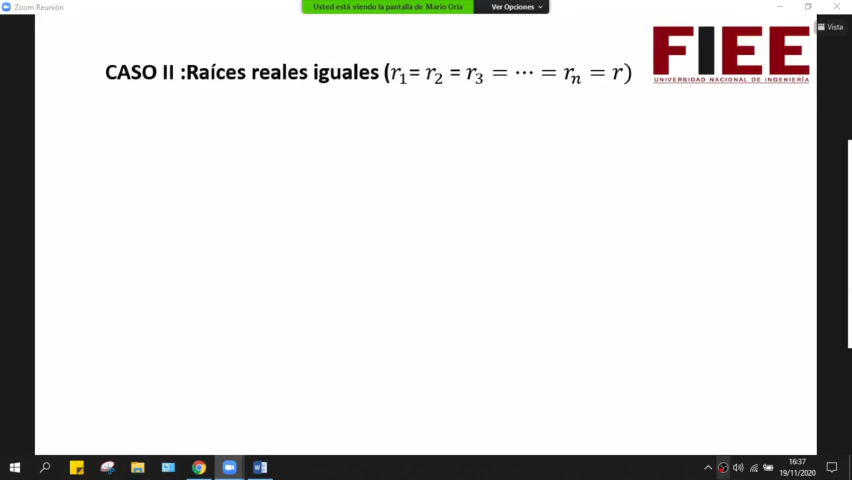 Zoom Reunión
Usted está viendo la pantalla de Mario Oria
Ver Opciones
Vista
CASO II :Raíces reales iguales (r₁= r₂ = r₃ = ⋯ = rₙ = r)
FIEE
UNIVERSIDAD NACIONAL DE INGENIERÍA
16:37
19/11/2020